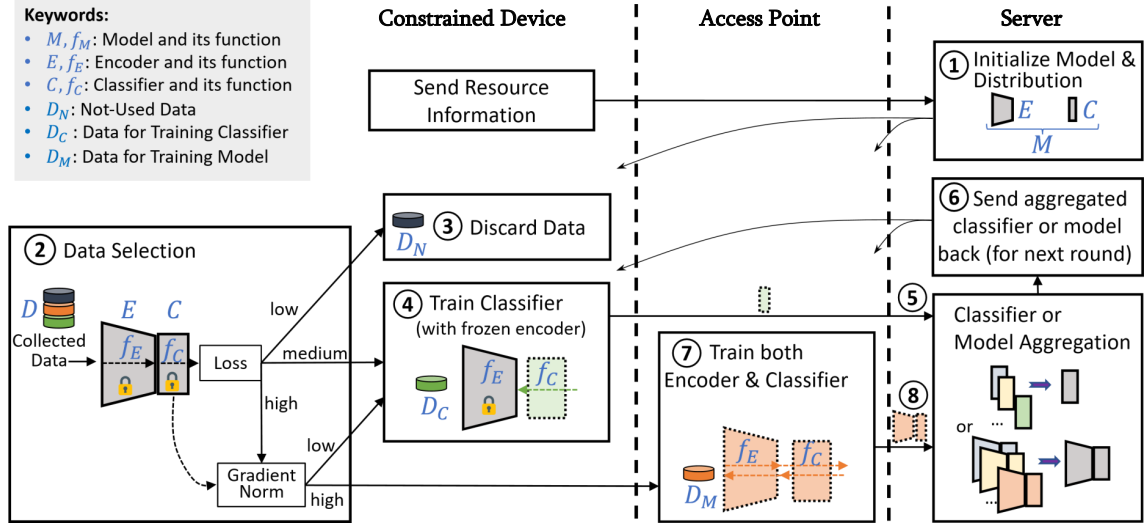 Keywords:
• M, f_M: Model and its function
• E, f_E: Encoder and its function
• C, f_C: Classifier and its function
• D_N: Not-Used Data
• D_C : Data for Training Classifier
• D_M: Data for Training Model
Constrained Device
Access Point
Server
Send Resource
Information
① Initialize Model &
Distribution
E
C
M
② Data Selection
D
Collected
Data
E
C
f_E
f_C
Loss
low
medium
high
Gradient
Norm
low
high
③ Discard Data
D_N
④ Train Classifier
(with frozen encoder)
D_C
f_E
f_C
⑤
⑥ Send aggregated
classifier or model
back (for next round)
⑦ Train both
Encoder & Classifier
D_M
f_E
f_C
⑧
Classifier or
Model Aggregation
...
or
...